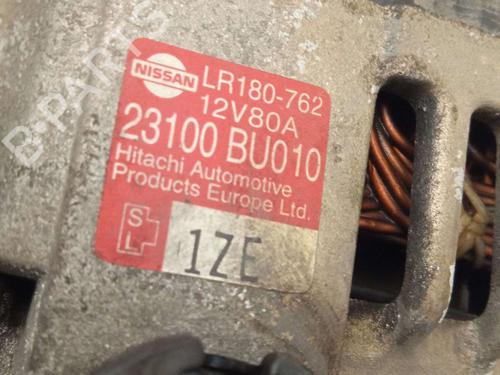 B-PARTS
NISSAN
LR180-762
12V80A
23100 BU010
Hitachi Automotive
Products Europe Ltd.
S
L
1ZE